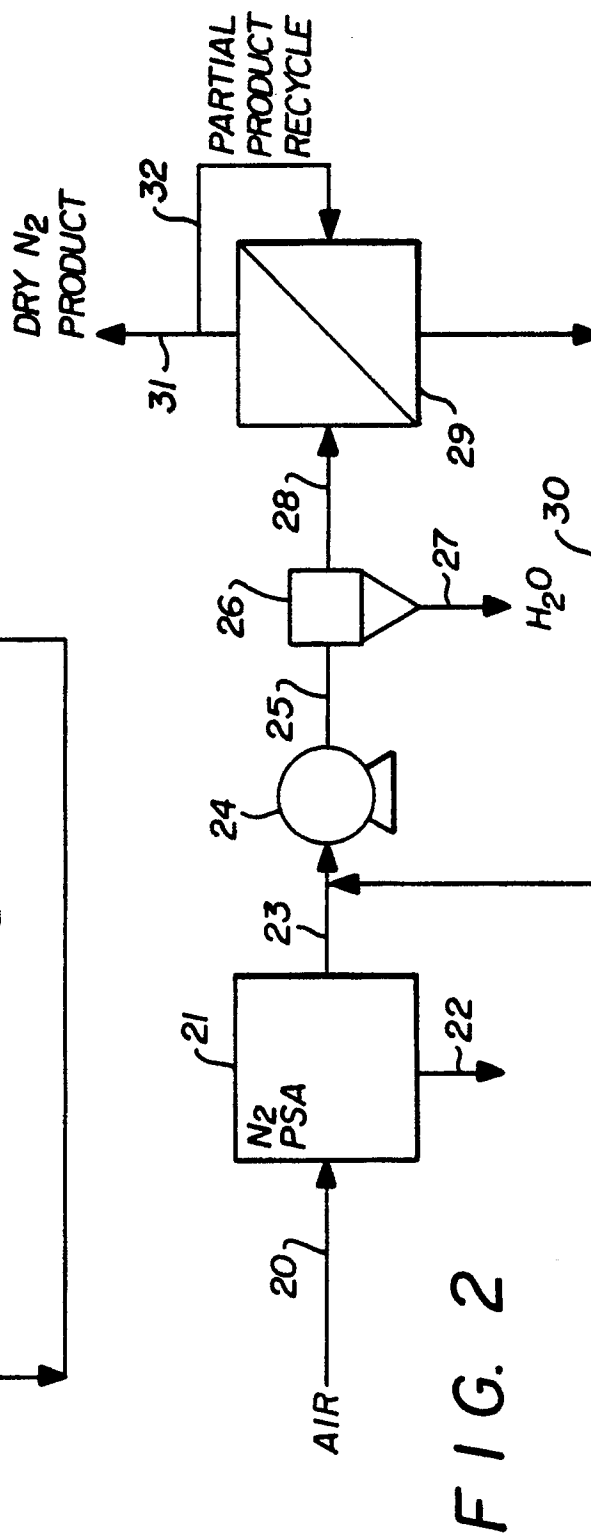 DRY N2
PRODUCT
PARTIAL
PRODUCT
RECYCLE
31
32
28
29
26
25
27
H2O
30
24
23
21
N2
PSA
22
20
AIR
FIG. 2